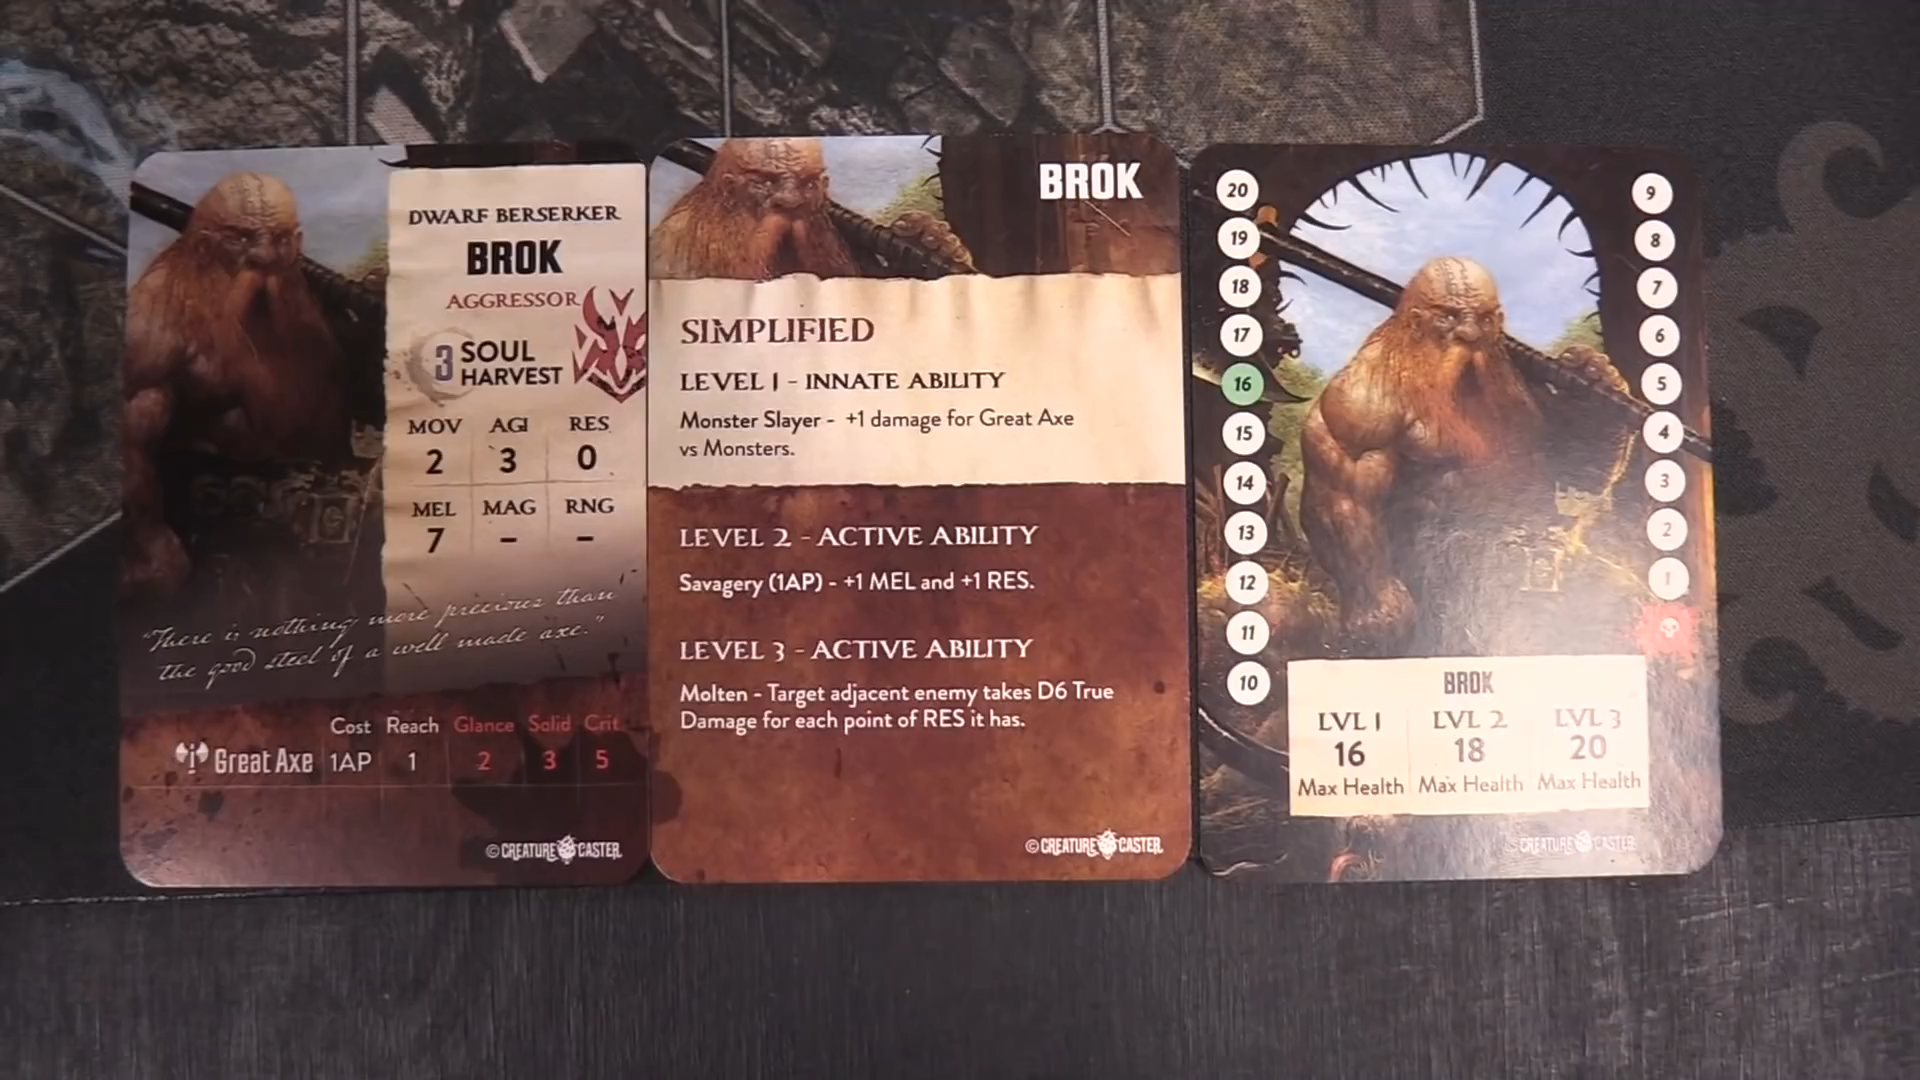 DWARF BERSERKER
BROK
AGGRESSOR
3 SOUL
HARVEST
MOV AGI RES
2 3 0
MEL MAG RNG
7 – –
"There is nothing more precious than
the good steel of a well made axe."
Cost Reach Glance Solid Crit
Great Axe 1AP 1 2 3 5
© CREATURE CASTER
BROK
SIMPLIFIED
LEVEL 1 - INNATE ABILITY
Monster Slayer - +1 damage for Great Axe
vs Monsters.
LEVEL 2 - ACTIVE ABILITY
Savagery (1AP) - +1 MEL and +1 RES.
LEVEL 3 - ACTIVE ABILITY
Molten - Target adjacent enemy takes D6 True
Damage for each point of RES it has.
© CREATURE CASTER
20
19
18
17
16
15
14
13
12
11
10
9
8
7
6
5
4
3
2
1
BROK
LVL 1 LVL 2 LVL 3
16 18 20
Max Health Max Health Max Health
CREATURE CASTER